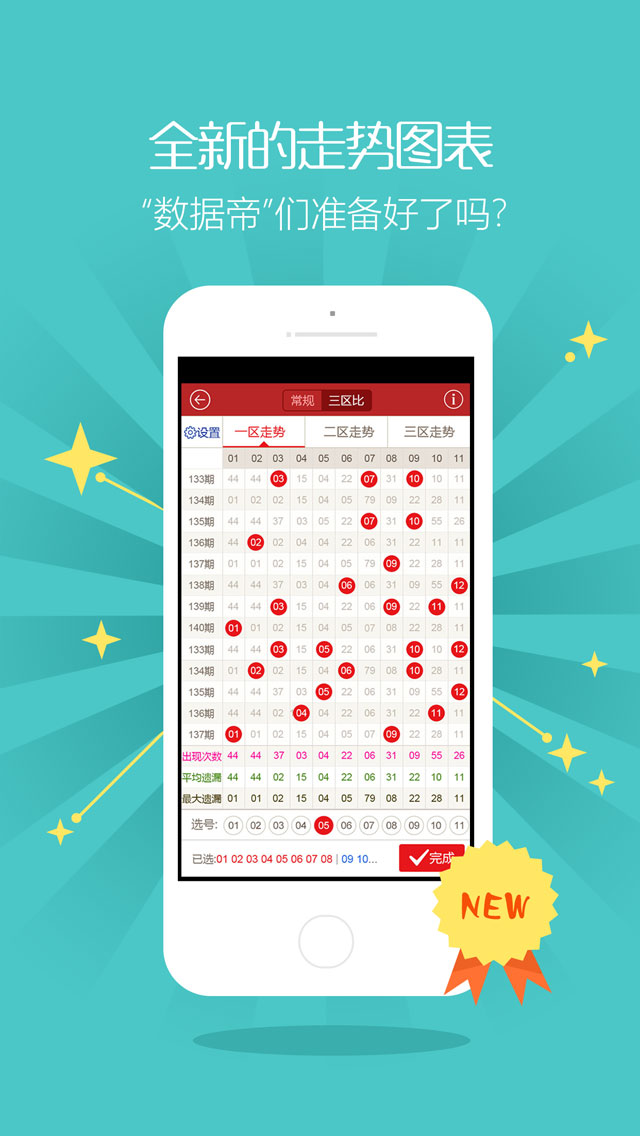 全新的走势图表
“数据帝”们准备好了吗?
常规 三区比 i
设置 一区走势 二区走势 三区走势
01 02 03 04 05 06 07 08 09 10 11
133期 44 44 03 15 04 22 07 31 10 10 11
134期 01 02 02 15 04 05 79 09 22 28 11
135期 44 44 37 03 05 22 07 31 10 55 26
136期 44 02 02 15 04 22 06 31 22 11 11
137期 01 01 02 15 04 05 79 09 22 28 11
138期 44 44 37 03 04 06 06 31 09 55 12
139期 44 44 03 15 04 22 06 09 22 11 11
140期 01 01 02 15 04 05 07 08 22 28 11
133期 44 44 03 15 05 22 06 31 10 10 12
134期 01 02 02 15 04 06 79 08 10 28 11
135期 44 44 37 03 05 22 06 31 09 55 12
136期 44 44 02 04 04 22 06 31 22 11 11
137期 01 01 02 15 04 05 79 09 22 28 11
出现次数 44 44 37 03 04 22 06 31 09 55 26
平均遗漏 44 44 02 15 04 22 06 31 22 10 11
最大遗漏 01 01 02 15 04 05 79 08 22 28 11
选号: 01 02 03 04 05 06 07 08 09 10 11
已选:01 02 03 04 05 06 07 08 | 09 10... 完成
NEW